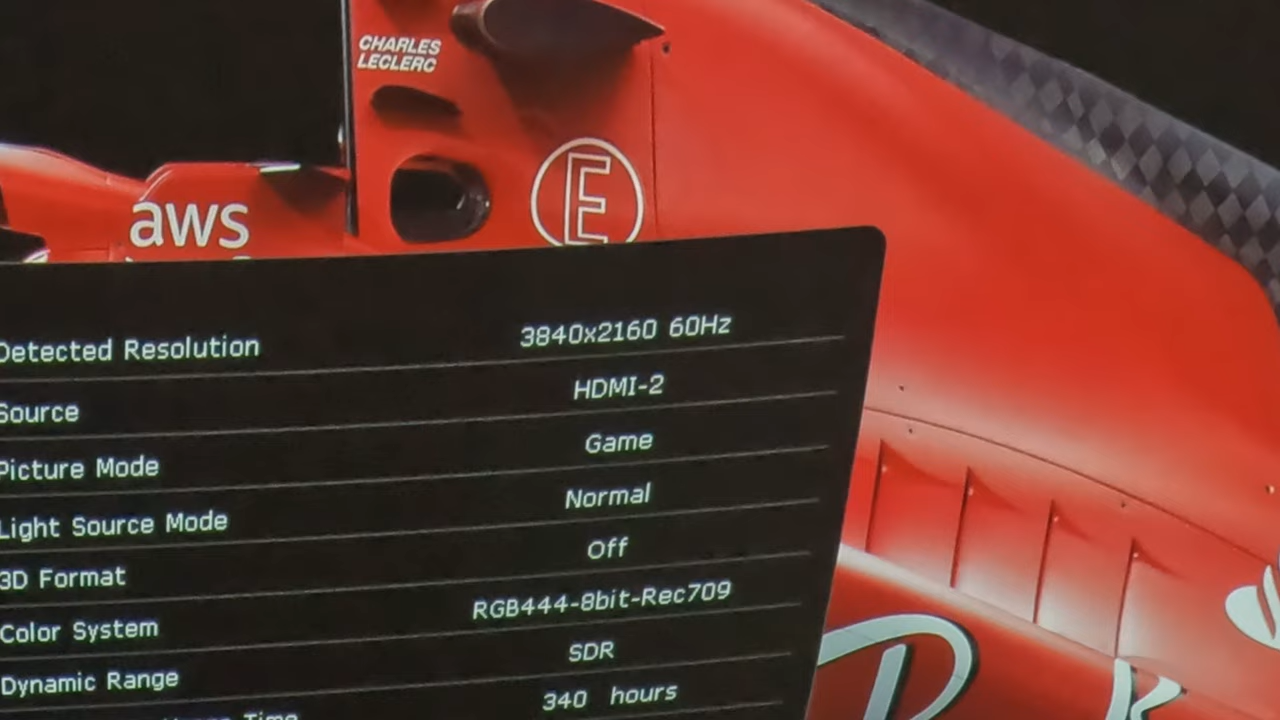 CHARLES
LECLERC
aws
E
Detected Resolution 3840x2160 60Hz
Source HDMI-2
Picture Mode Game
Light Source Mode Normal
3D Format Off
Color System RGB444-8bit-Rec709
Dynamic Range SDR
Time 340 hours